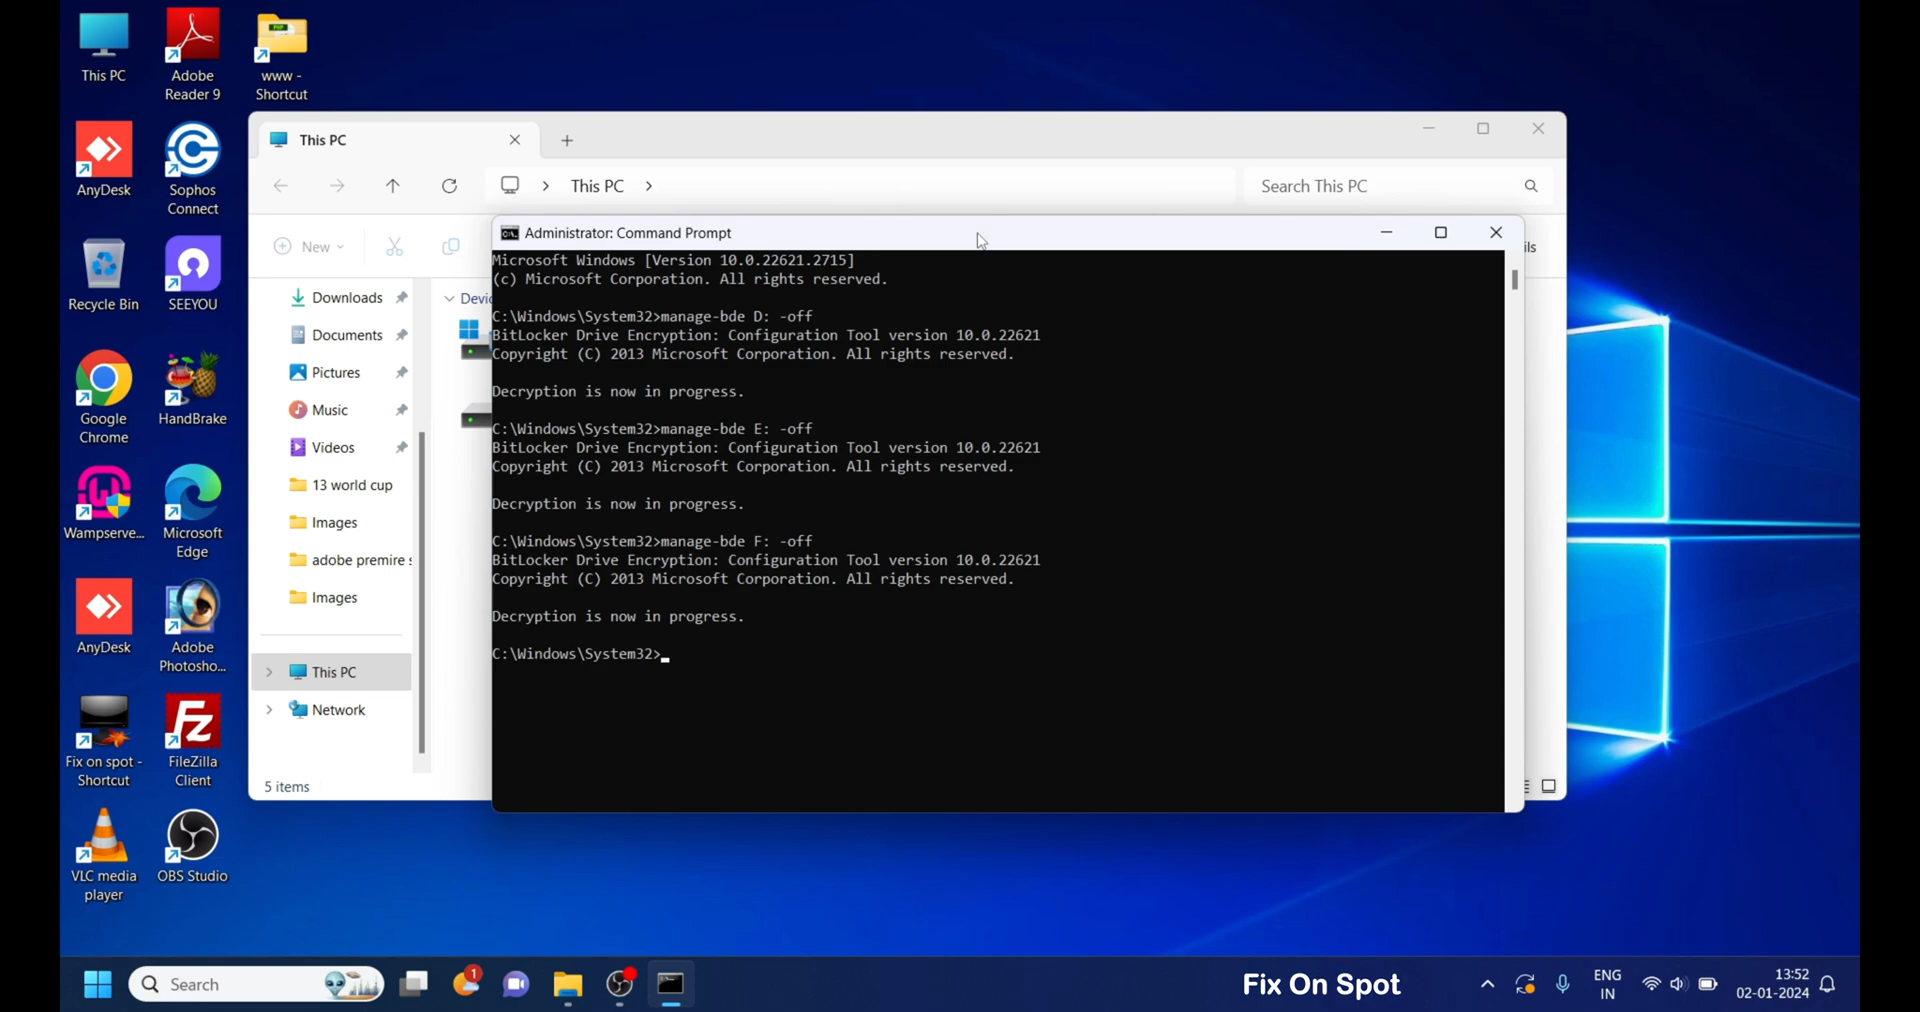 This PC
Adobe
Reader 9
www -
Shortcut
AnyDesk
Sophos
Connect
Recycle Bin
SEEYOU
Google
Chrome
HandBrake
Wampserve...
Microsoft
Edge
AnyDesk
Adobe
Photosho...
Fix on spot -
Shortcut
FileZilla
Client
VLC media
player
OBS Studio
This PC
This PC
Search This PC
New
ils
Downloads
Documents
Pictures
Music
Videos
13 world cup
Images
adobe premire s
Images
This PC
Network
5 items
Devic
Administrator: Command Prompt
Microsoft Windows [Version 10.0.22621.2715]
(c) Microsoft Corporation. All rights reserved.
C:\Windows\System32>manage-bde D: -off
BitLocker Drive Encryption: Configuration Tool version 10.0.22621
Copyright (C) 2013 Microsoft Corporation. All rights reserved.
Decryption is now in progress.
C:\Windows\System32>manage-bde E: -off
BitLocker Drive Encryption: Configuration Tool version 10.0.22621
Copyright (C) 2013 Microsoft Corporation. All rights reserved.
Decryption is now in progress.
C:\Windows\System32>manage-bde F: -off
BitLocker Drive Encryption: Configuration Tool version 10.0.22621
Copyright (C) 2013 Microsoft Corporation. All rights reserved.
Decryption is now in progress.
C:\Windows\System32>
Search
1
Fix On Spot
ENG
IN
13:52
02-01-2024